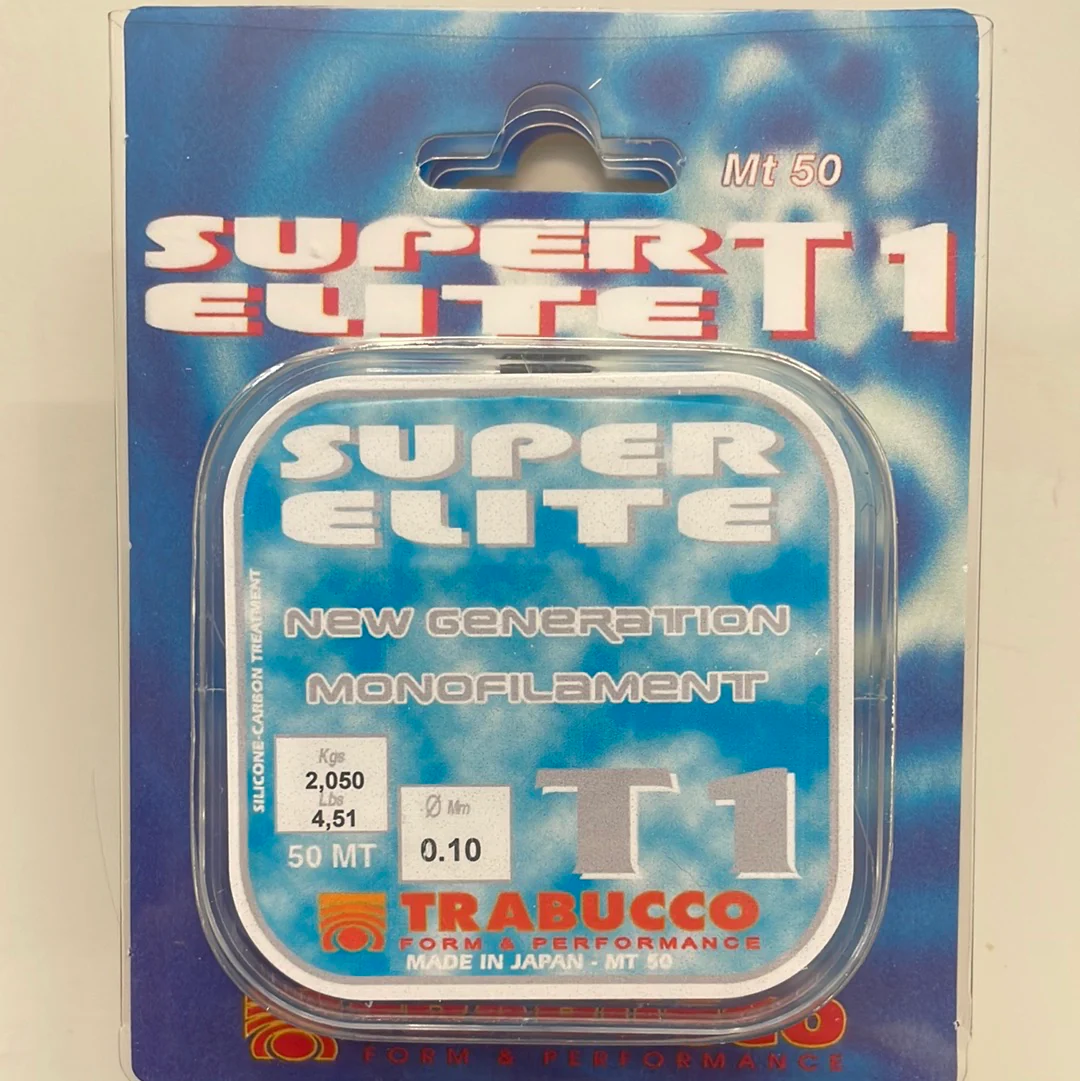 Mt 50
SUPER T1
ELITE
SUPER
ELITE
NEW GENERATION
MONOFILAMENT
SILICONE-CARBON TREATMENT
Kgs
2,050
Lbs
4,51
50 MT
Ø Mm
0.10
T1
TRABUCCO
FORM & PERFORMANCE
MADE IN JAPAN - MT 50
FORM & PERFORMANCE